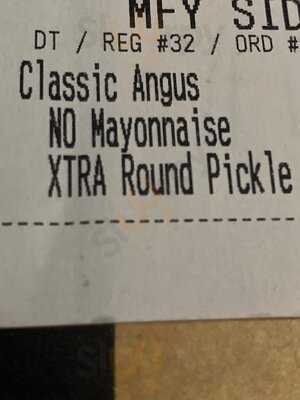 MFY SID
DT / REG #32 / ORD #
Classic Angus
NO Mayonnaise
XTRA Round Pickle